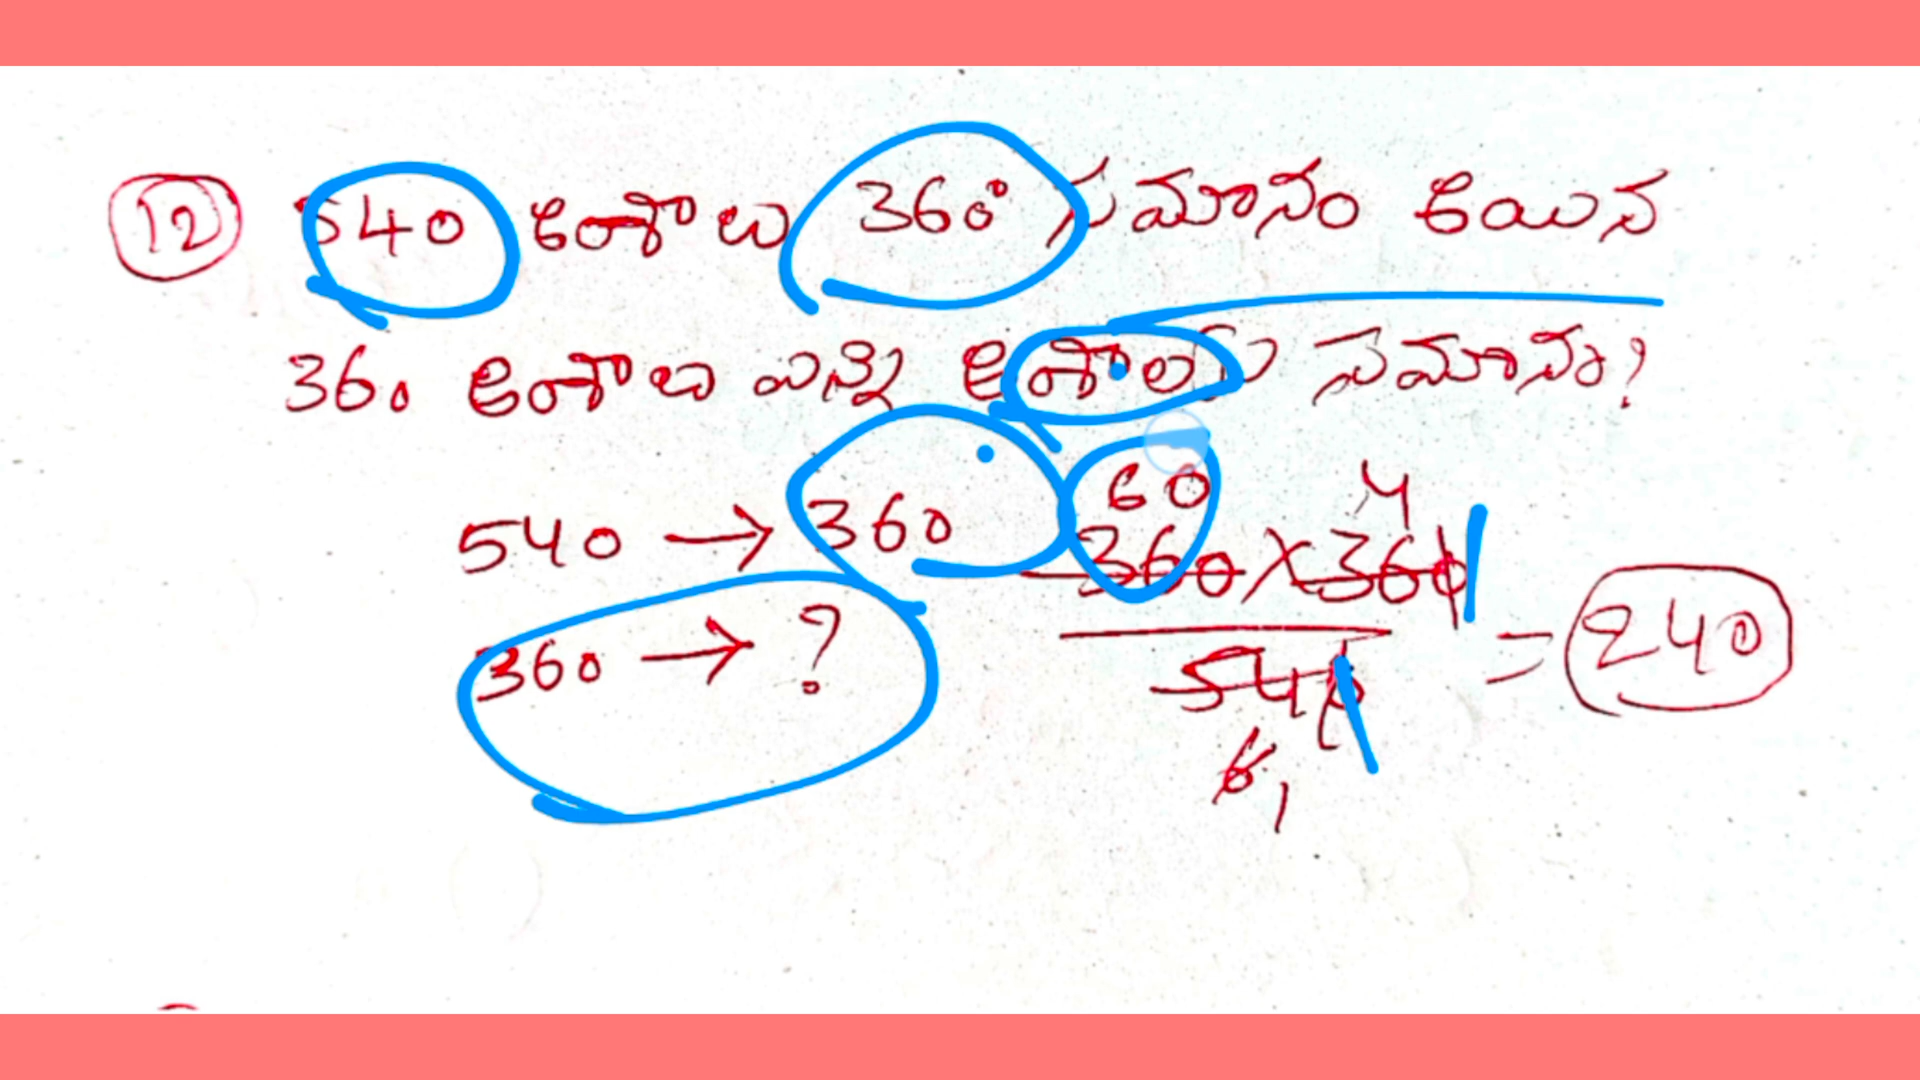 12 540 అంశాలు 360° సమానం అయిన
360 అంశాలు ఎన్ని అంశాలకు సమానం?
540 → 360
360 → ?
60 4
360 × 360
540
6 1
= 240